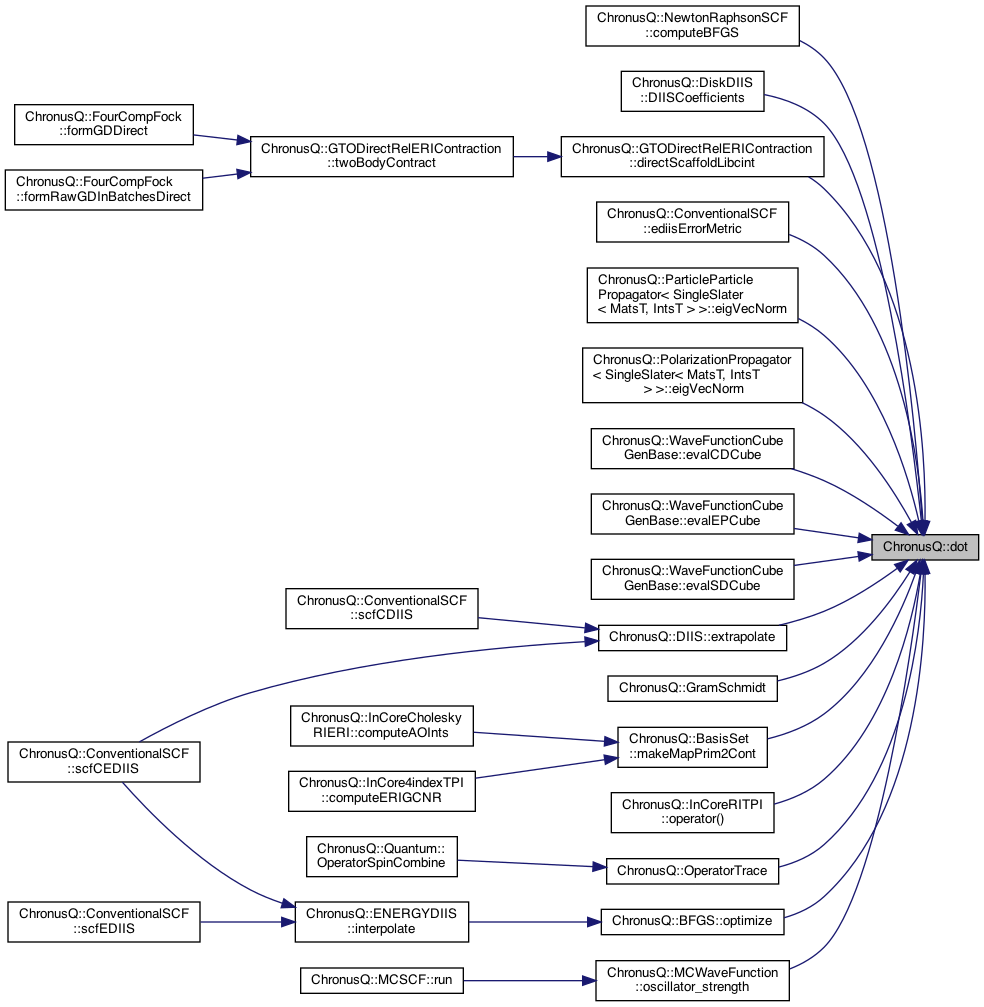 ChronusQ::NewtonRaphsonSCF
::computeBFGS
ChronusQ::DiskDIIS
::DIISCoefficients
ChronusQ::FourCompFock
::formGDDirect
ChronusQ::GTODirectRelERIContraction
::twoBodyContract
ChronusQ::GTODirectRelERIContraction
::directScaffoldLibcint
ChronusQ::FourCompFock
::formRawGDInBatchesDirect
ChronusQ::ConventionalSCF
::ediisErrorMetric
ChronusQ::ParticleParticle
Propagator< SingleSlater
< MatsT, IntsT > >::eigVecNorm
ChronusQ::PolarizationPropagator
< SingleSlater< MatsT, IntsT
> >::eigVecNorm
ChronusQ::WaveFunctionCube
GenBase::evalCDCube
ChronusQ::WaveFunctionCube
GenBase::evalEPCube
ChronusQ::dot
ChronusQ::WaveFunctionCube
GenBase::evalSDCube
ChronusQ::ConventionalSCF
::scfCDIIS
ChronusQ::DIIS::extrapolate
ChronusQ::GramSchmidt
ChronusQ::InCoreCholesky
RIERI::computeAOInts
ChronusQ::BasisSet
::makeMapPrim2Cont
ChronusQ::ConventionalSCF
::scfCEDIIS
ChronusQ::InCore4indexTPI
::computeERIGCNR
ChronusQ::InCoreRITPI
::operator()
ChronusQ::Quantum::
OperatorSpinCombine
ChronusQ::OperatorTrace
ChronusQ::ConventionalSCF
::scfEDIIS
ChronusQ::ENERGYDIIS
::interpolate
ChronusQ::BFGS::optimize
ChronusQ::MCSCF::run
ChronusQ::MCWaveFunction
::oscillator_strength